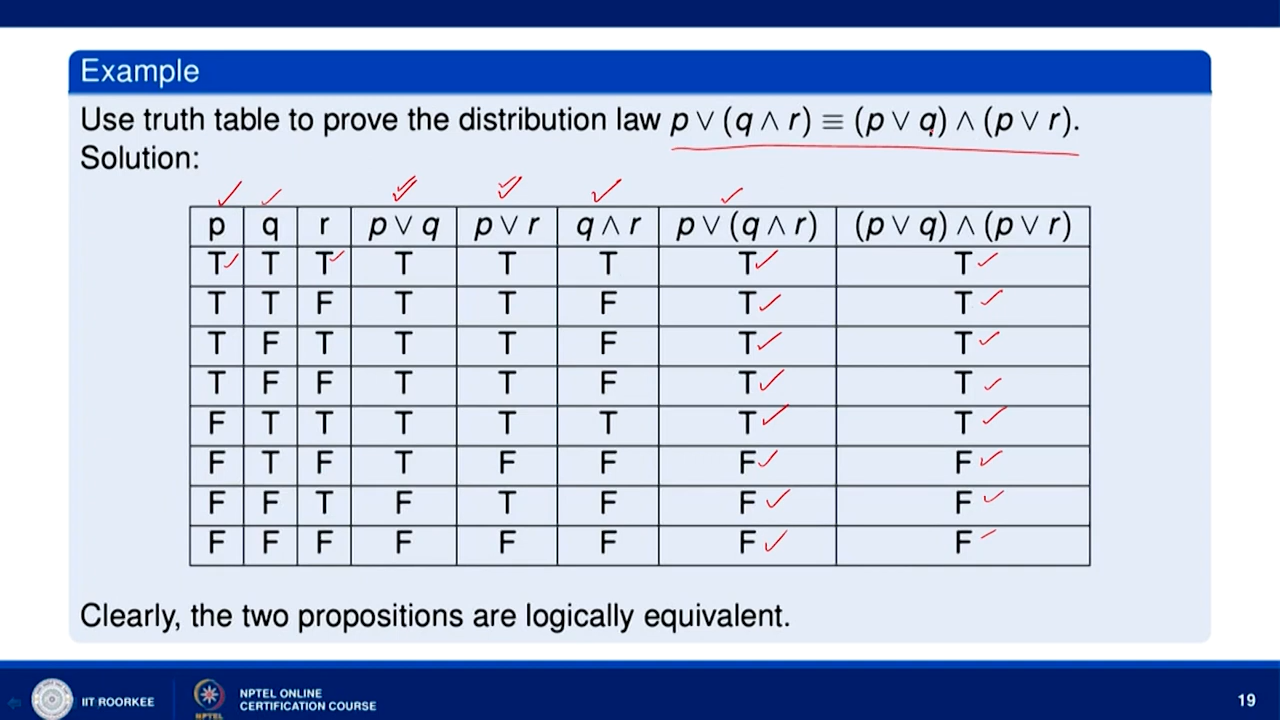 Example
Use truth table to prove the distribution law p ∨ (q ∧ r) ≡ (p ∨ q) ∧ (p ∨ r).
Solution:
p q r p ∨ q p ∨ r q ∧ r p ∨ (q ∧ r) (p ∨ q) ∧ (p ∨ r)
T T T T T T T T
T T F T T F T T
T F T T T F T T
T F F T T F T T
F T T T T T T T
F T F T F F F F
F F T F T F F F
F F F F F F F F
Clearly, the two propositions are logically equivalent.
IIT ROORKEE
NPTEL
NPTEL ONLINE
CERTIFICATION COURSE
19